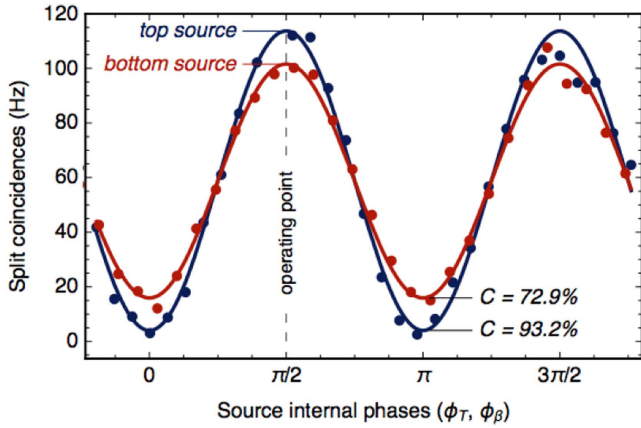 Split coincidences (Hz)
120
100
80
60
40
20
0
top source
bottom source
operating point
C = 72.9%
C = 93.2%
0
π/2
π
3π/2
Source internal phases (ϕT, ϕβ)